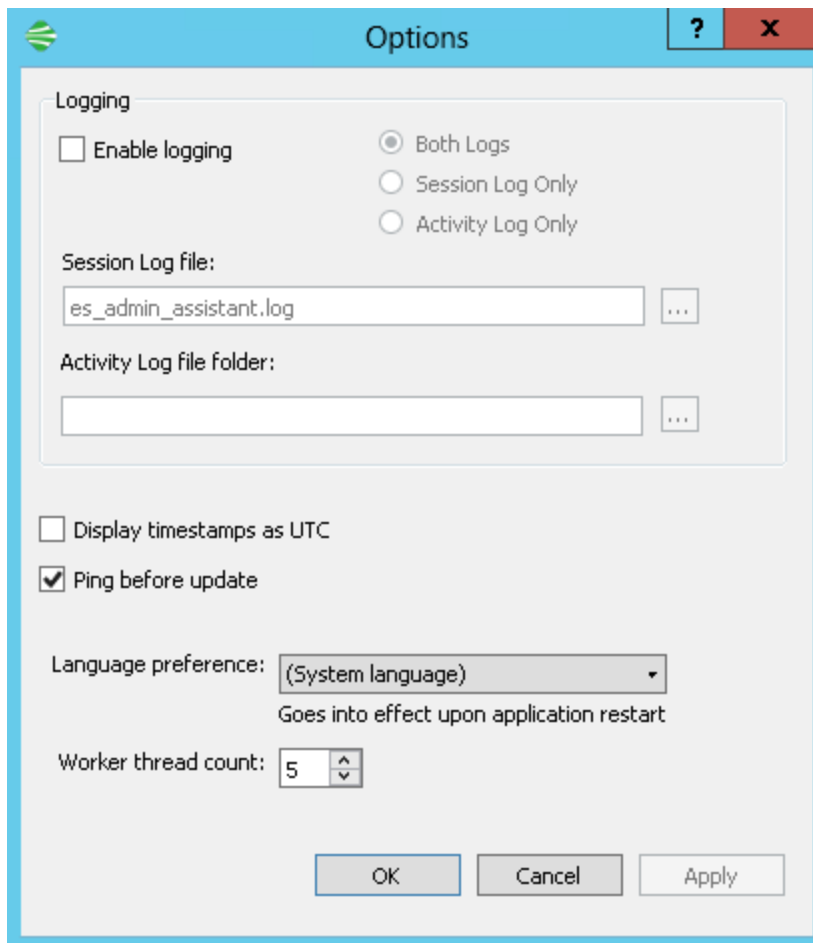 Options
?
x
Logging
Enable logging
Both Logs
Session Log Only
Activity Log Only
Session Log file:
es_admin_assistant.log
...
Activity Log file folder:
...
Display timestamps as UTC
Ping before update
Language preference:
(System language)
Goes into effect upon application restart
Worker thread count:
5
OK
Cancel
Apply